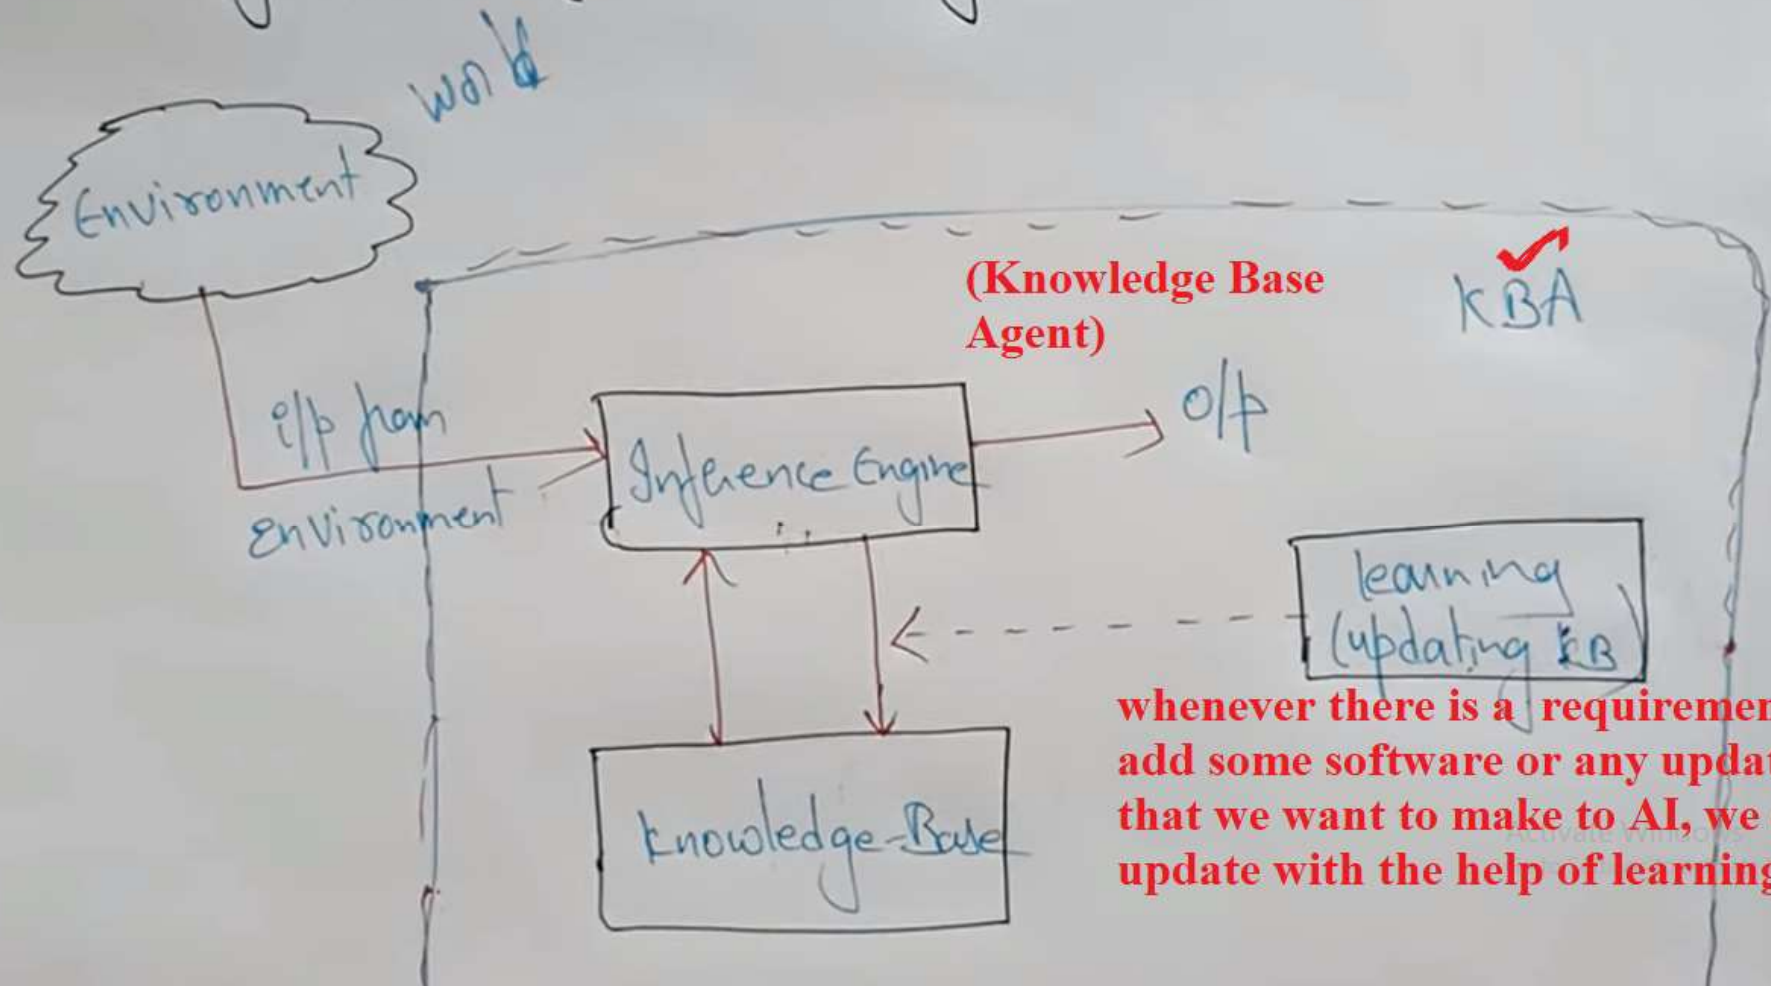 world
Environment
(Knowledge Base
Agent)
KBA
i/p from
environment
Inference Engine
o/p
learning
(updating KB)
whenever there is a requiremen
add some software or any updat
that we want to make to AI, we
update with the help of learning
Knowledge-Base
Activate Windows